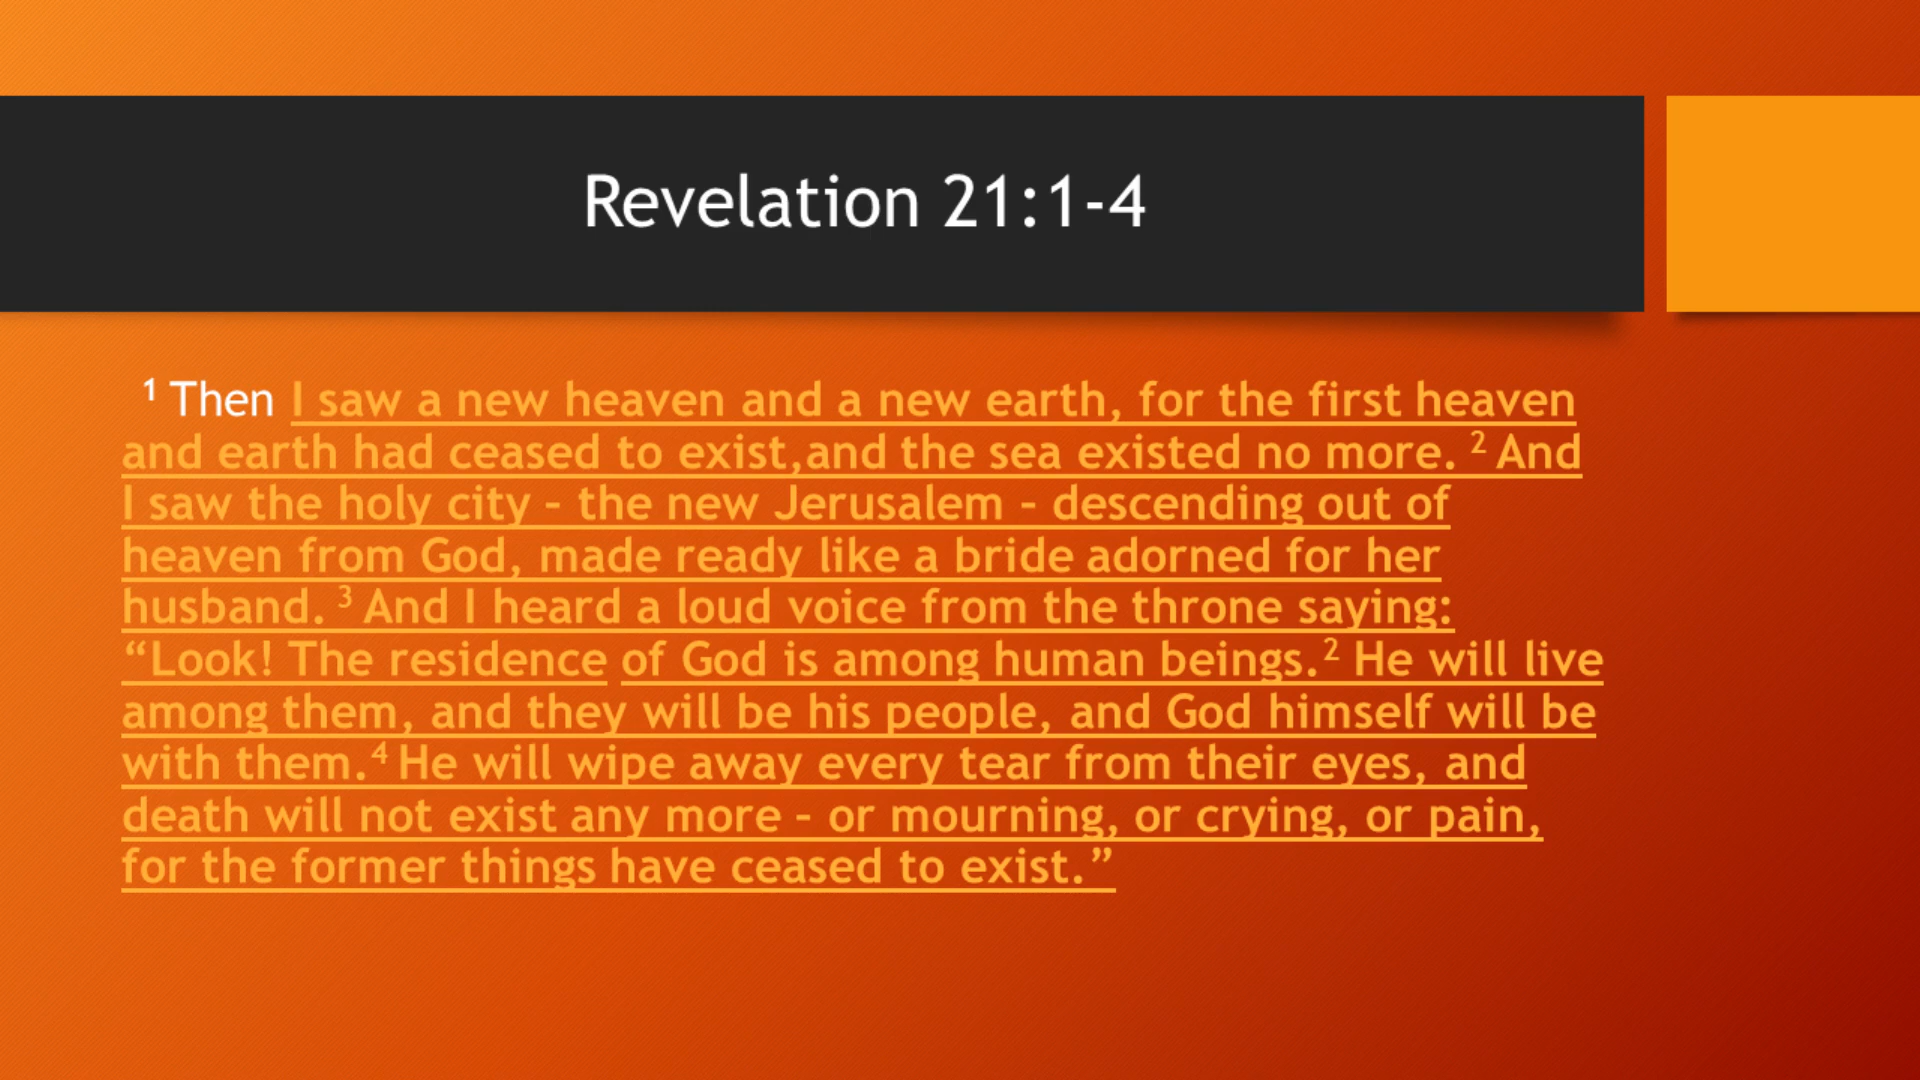 Revelation 21:1-4
¹ Then I saw a new heaven and a new earth, for the first heaven
and earth had ceased to exist,and the sea existed no more. ² And
I saw the holy city – the new Jerusalem – descending out of
heaven from God, made ready like a bride adorned for her
husband. ³ And I heard a loud voice from the throne saying:
“Look! The residence of God is among human beings.² He will live
among them, and they will be his people, and God himself will be
with them.⁴ He will wipe away every tear from their eyes, and
death will not exist any more – or mourning, or crying, or pain,
for the former things have ceased to exist.”